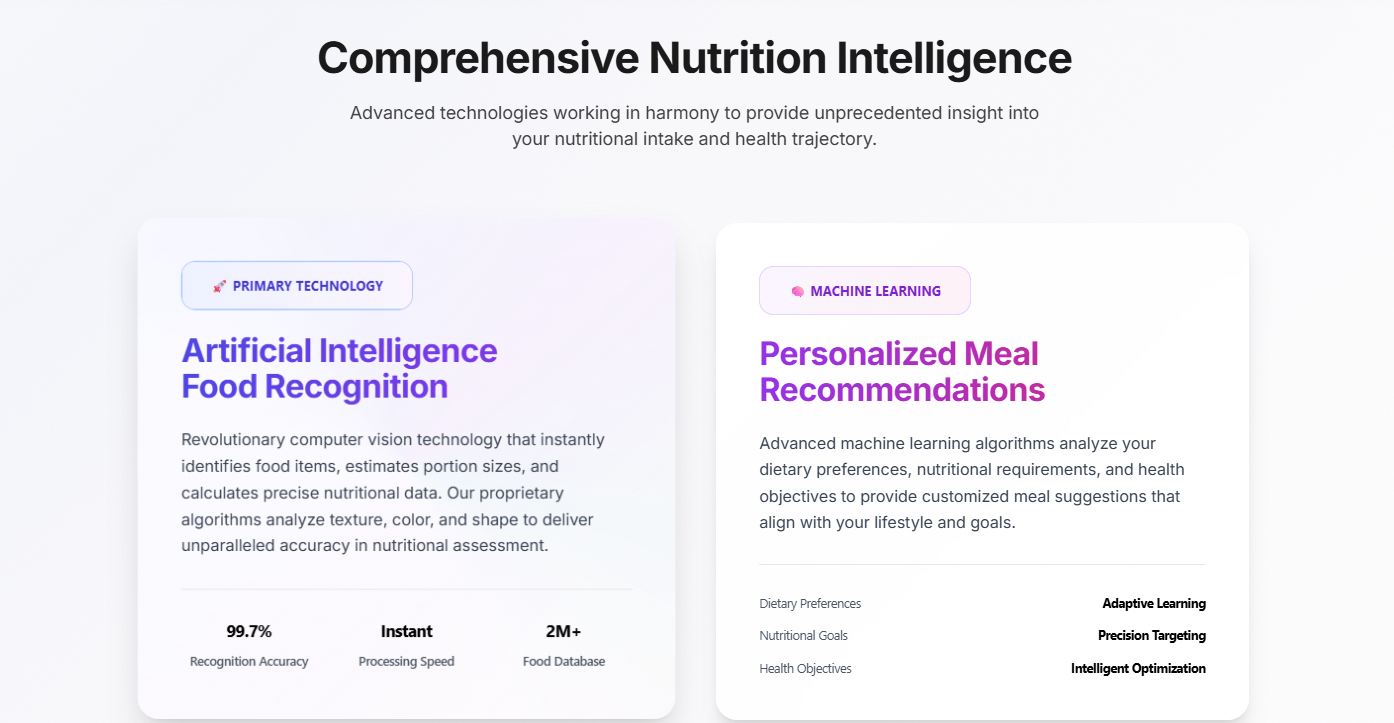 Comprehensive Nutrition Intelligence
Advanced technologies working in harmony to provide unprecedented insight into
your nutritional intake and health trajectory.
🚀 PRIMARY TECHNOLOGY
Artificial Intelligence
Food Recognition
Revolutionary computer vision technology that instantly
identifies food items, estimates portion sizes, and
calculates precise nutritional data. Our proprietary
algorithms analyze texture, color, and shape to deliver
unparalleled accuracy in nutritional assessment.
99.7% Instant 2M+
Recognition Accuracy Processing Speed Food Database
🧠 MACHINE LEARNING
Personalized Meal
Recommendations
Advanced machine learning algorithms analyze your
dietary preferences, nutritional requirements, and health
objectives to provide customized meal suggestions that
align with your lifestyle and goals.
Dietary Preferences Adaptive Learning
Nutritional Goals Precision Targeting
Health Objectives Intelligent Optimization